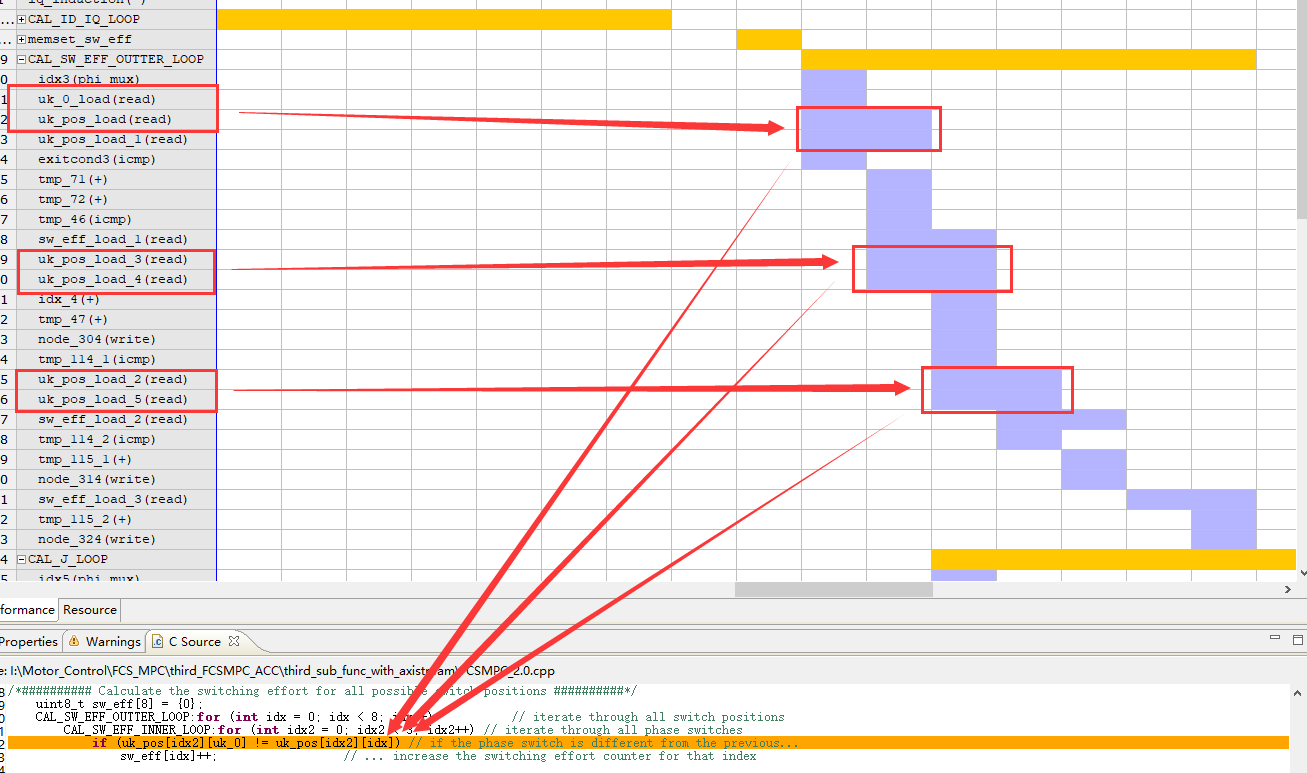 iq_induction( )
... CAL_ID_IQ_LOOP
... memset_sw_eff
9 CAL_SW_EFF_OUTTER_LOOP
0 idx3(phi_mux)
1 uk_0_load(read)
2 uk_pos_load(read)
3 uk_pos_load_1(read)
4 exitcond3(icmp)
5 tmp_71(+)
6 tmp_72(+)
7 tmp_46(icmp)
8 sw_eff_load_1(read)
9 uk_pos_load_3(read)
0 uk_pos_load_4(read)
1 idx_4(+)
2 tmp_47(+)
3 node_304(write)
4 tmp_114_1(icmp)
5 uk_pos_load_2(read)
6 uk_pos_load_5(read)
7 sw_eff_load_2(read)
8 tmp_114_2(icmp)
9 tmp_115_1(+)
0 node_314(write)
1 sw_eff_load_3(read)
2 tmp_115_2(+)
3 node_324(write)
4 CAL_J_LOOP
5 idx5(phi_mux)
formance Resource
Properties Warnings C Source
e: I:\Motor_Control\FCS_MPC\third_FCSMPC_ACC\third_sub_func_with_axistream\ CSMPC_2.0.cpp
8 /*########## Calculate the switching effort for all possible switch positions ##########*/
9 uint8_t sw_eff[8] = {0};
0 CAL_SW_EFF_OUTTER_LOOP:for (int idx = 0; idx < 8; // iterate through all switch positions
1 CAL_SW_EFF_INNER_LOOP:for (int idx2 = 0; idx2 3; idx2++) // iterate through all phase switches
2 if (uk_pos[idx2][uk_0] != uk_pos[idx2][idx]) // if the phase switch is different from the previous...
3 sw_eff[idx]++; // ... increase the switching effort counter for that index
4